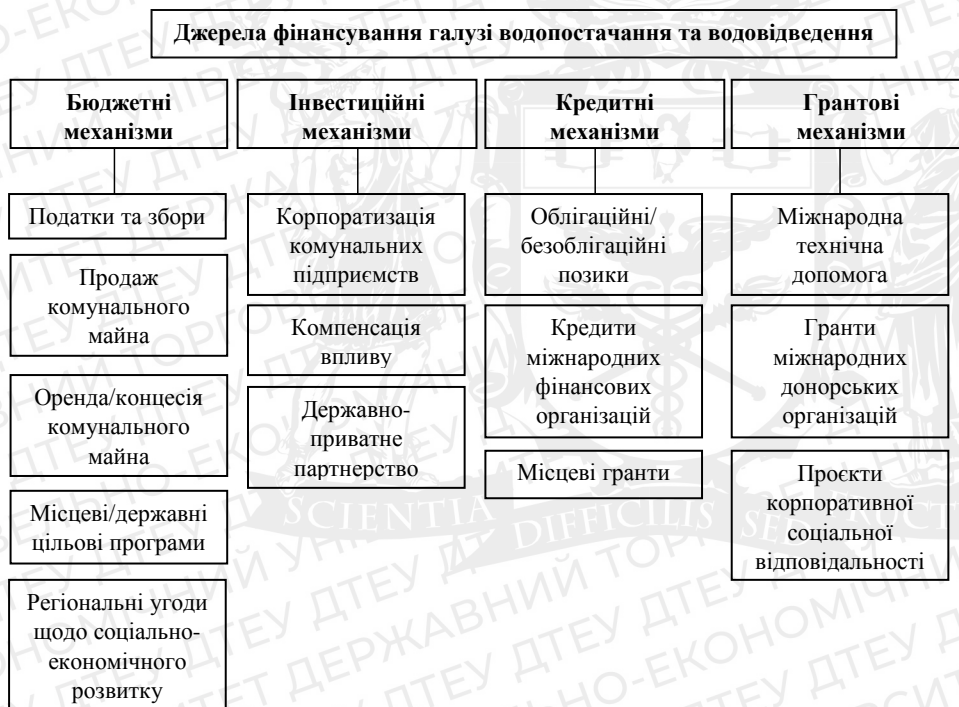 Джерела фінансування галузі водопостачання та водовідведення
Бюджетні
механізми
Податки та збори
Продаж
комунального
майна
Оренда/концесія
комунального
майна
Місцеві/державні
цільові програми
Регіональні угоди
щодо соціально-
економічного
розвитку
Інвестиційні
механізми
Корпоратизація
комунальних
підприємств
Компенсація
впливу
Державно-
приватне
партнерство
Кредитні
механізми
Облігаційні/
безоблігаційні
позики
Кредити
міжнародних
фінансових
організацій
Місцеві гранти
Грантові
механізми
Міжнародна
технічна
допомога
Гранти
міжнародних
донорських
організацій
Проєкти
корпоративної
соціальної
відповідальності
SCIENTIA DIFFICILIS SED